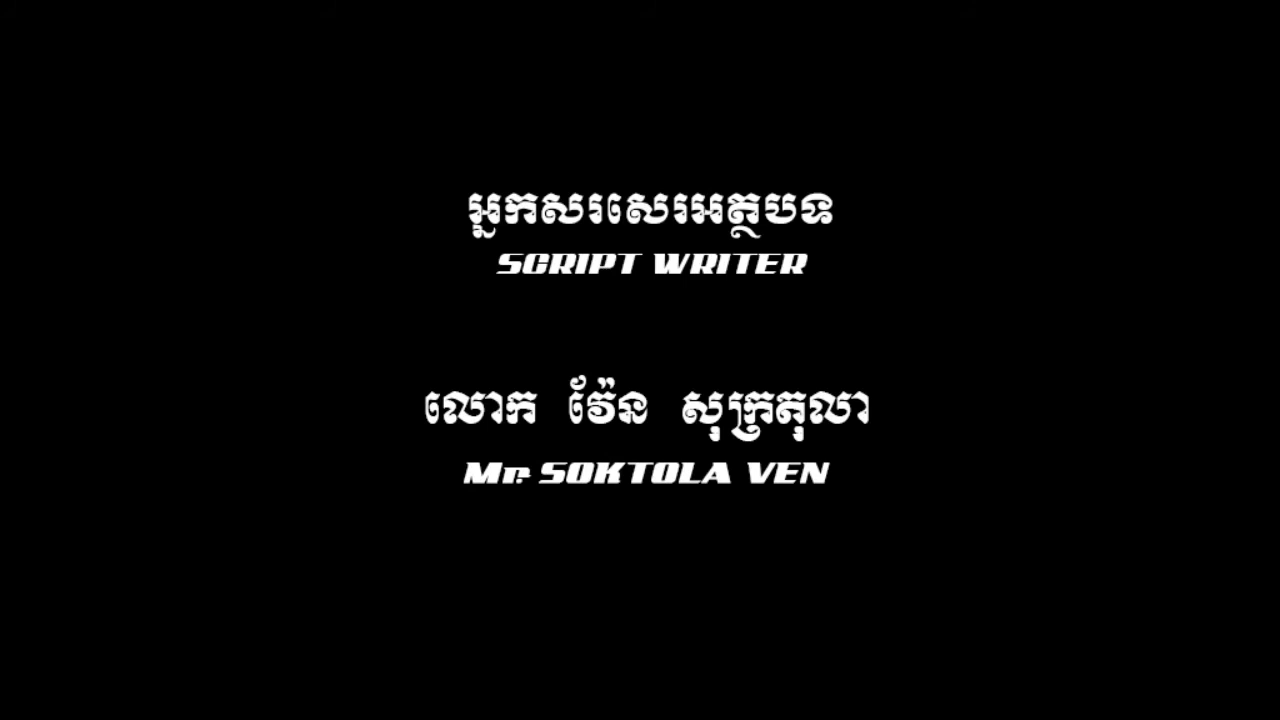 អ្នកសរសេរអត្ថបទ
SCRIPT WRITER
លោក វ៉ែន សុក្រតុលា
Mr. SOKTOLA VEN